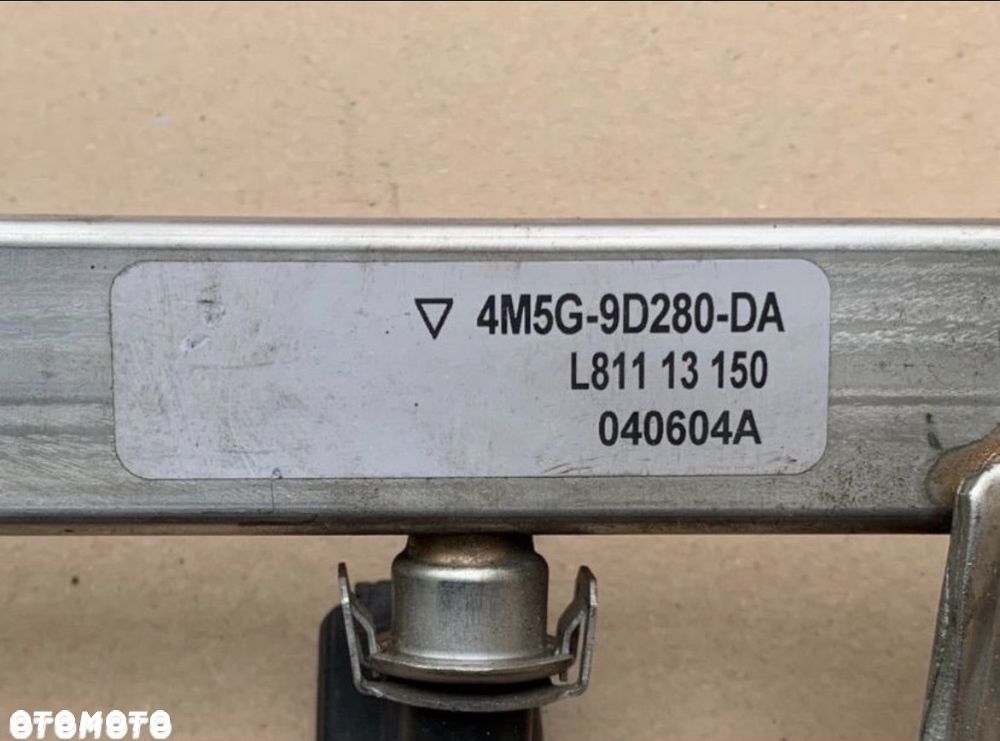 ▽ 4M5G-9D280-DA
L811 13 150
040604A
OTOMOTO